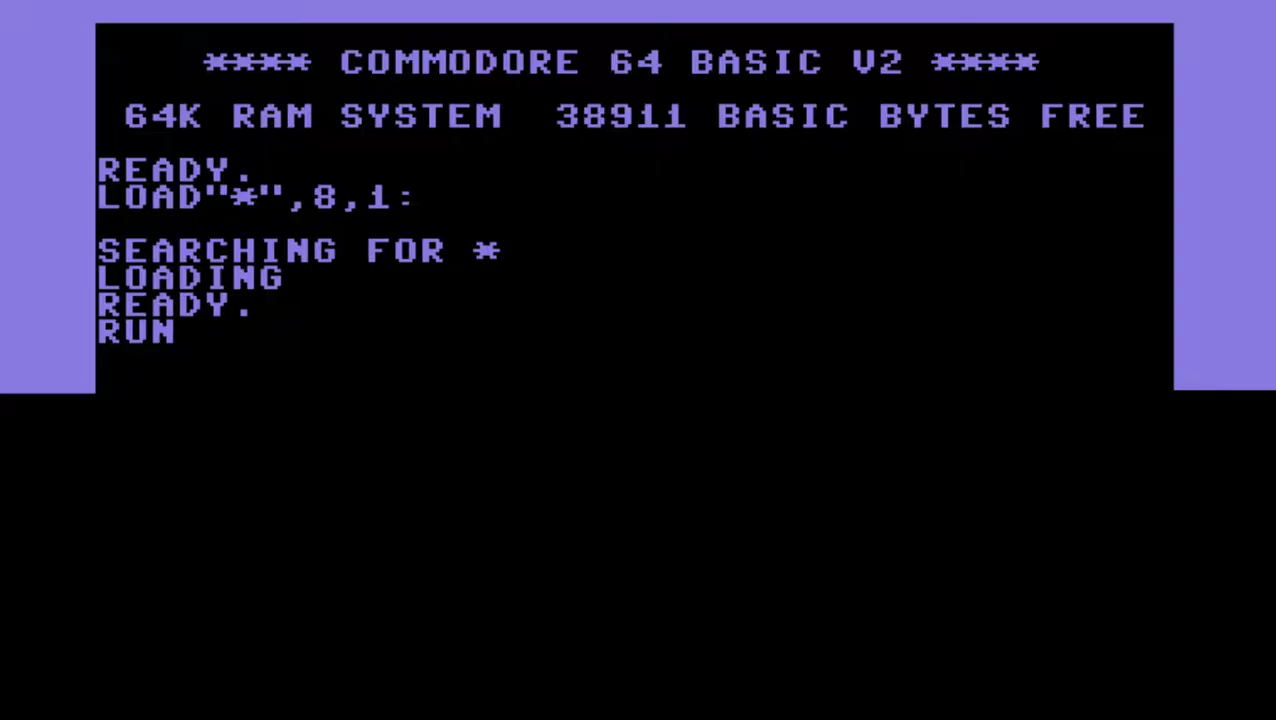 **** COMMODORE 64 BASIC V2 ****
64K RAM SYSTEM  38911 BASIC BYTES FREE
READY.
LOAD"*",8,1:
SEARCHING FOR *
LOADING
READY.
RUN